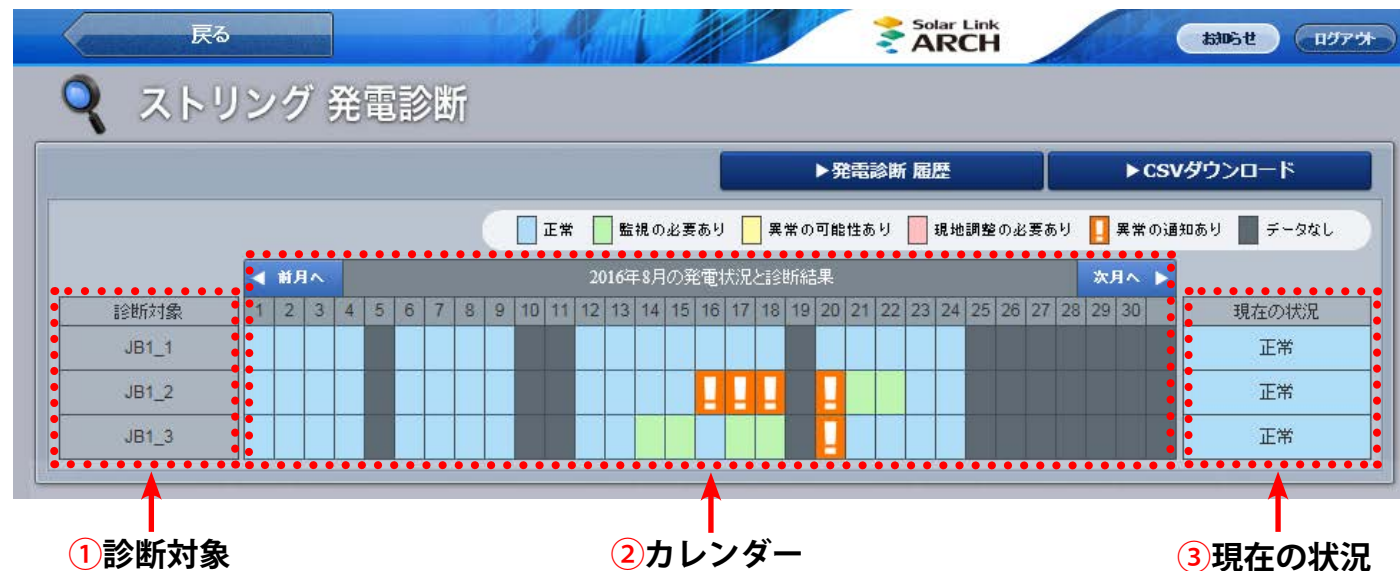 戻る
Solar Link
ARCH
お知らせ
ログアウト
ストリング 発電診断
▶発電診断 履歴
▶CSVダウンロード
正常 監視の必要あり 異常の可能性あり 現地調整の必要あり ! 異常の通知あり データなし
◀ 前月へ 2016年8月の発電状況と診断結果 次月へ ▶
診断対象 1 2 3 4 5 6 7 8 9 10 11 12 13 14 15 16 17 18 19 20 21 22 23 24 25 26 27 28 29 30 現在の状況
JB1_1 正常
JB1_2 ! ! ! ! 正常
JB1_3 ! 正常
①診断対象 ②カレンダー ③現在の状況